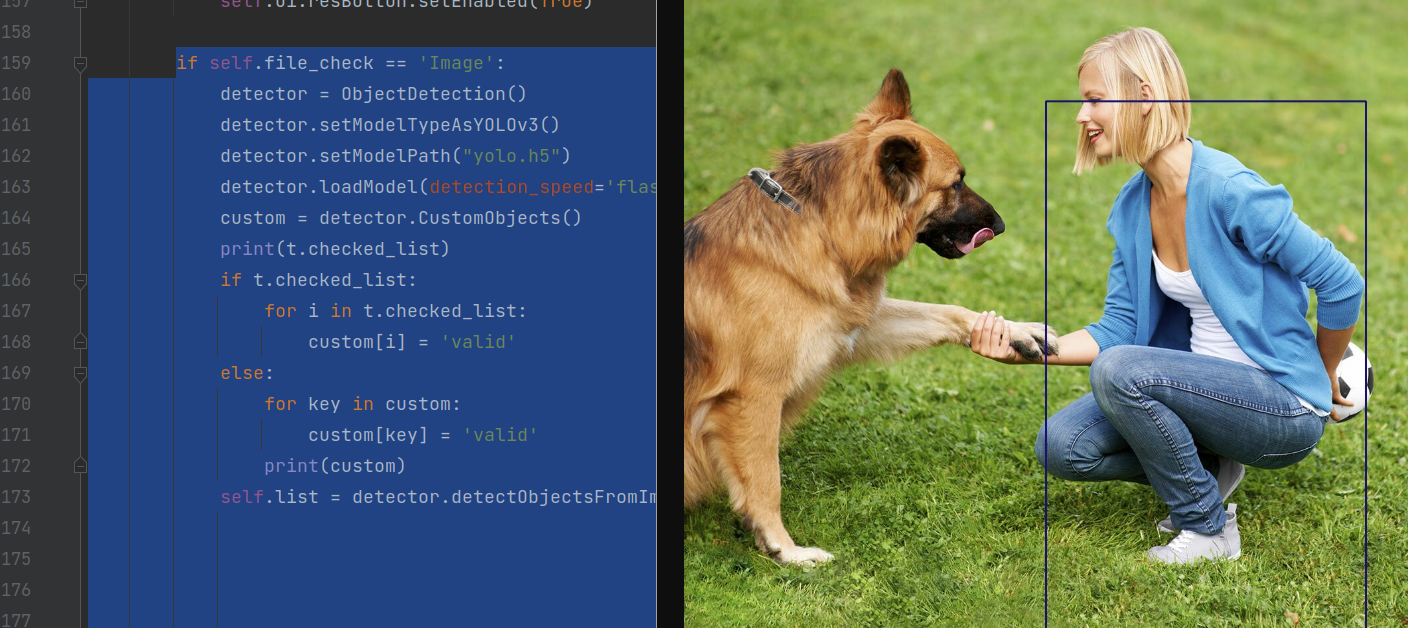 157 self.ui.resButton.setEnabled(True)
158
159 if self.file_check == 'Image':
160 detector = ObjectDetection()
161 detector.setModelTypeAsYOLOv3()
162 detector.setModelPath("yolo.h5")
163 detector.loadModel(detection_speed='flas
164 custom = detector.CustomObjects()
165 print(t.checked_list)
166 if t.checked_list:
167 for i in t.checked_list:
168 custom[i] = 'valid'
169 else:
170 for key in custom:
171 custom[key] = 'valid'
172 print(custom)
173 self.list = detector.detectObjectsFromIm
174
175
176
177